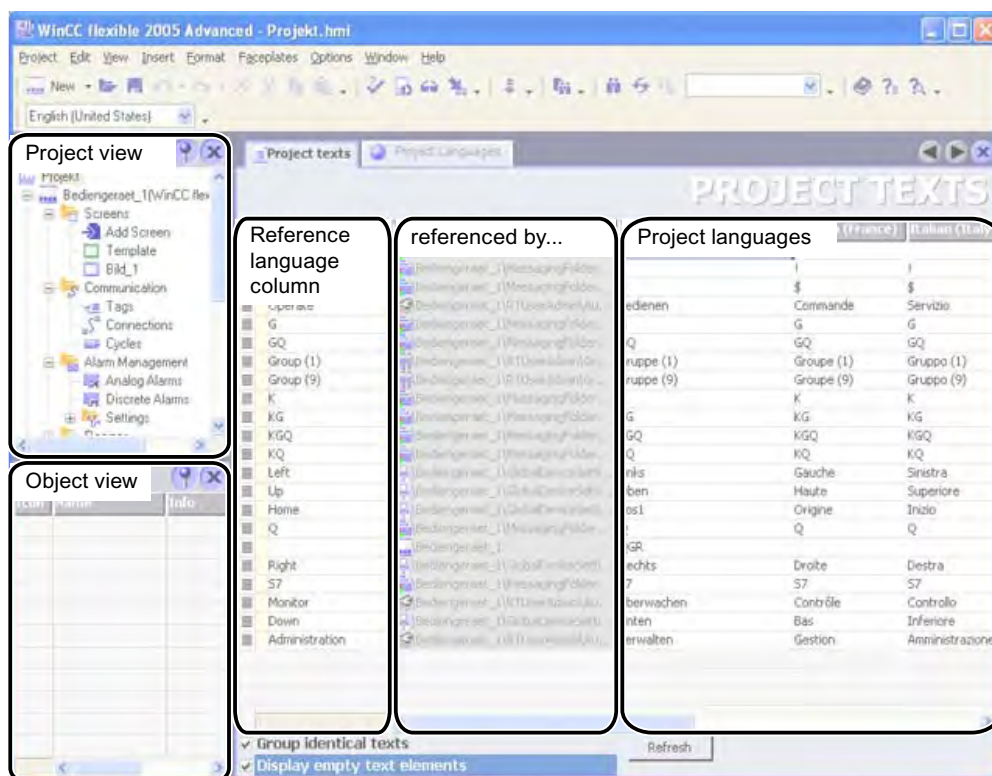 WinCC flexible 2005 Advanced - Projekt.hmi
Project Edit View Insert Format Faceplates Options Window Help
New
English (United States)
Project view
Project texts
Project Languages
PROJECT TEXTS
Projekt
Bediengeraet_1(WinCC flex
Screens
Add Screen
Template
Bild_1
Communication
Tags
Connections
Cycles
Alarm Management
Analog Alarms
Discrete Alarms
Settings
Object view
Icon Name Info
Reference
language
column
referenced by...
Project languages
(France) Italian (Italy
! !
$ $
Operate edienen Commande Servizio
G G G
GQ Q GQ GQ
Group (1) ruppe (1) Groupe (1) Gruppo (1)
Group (9) ruppe (9) Groupe (9) Gruppo (9)
K K K
KG G KG KG
KGQ GQ KGQ KGQ
KQ Q KQ KQ
Left nks Gauche Sinistra
Up ben Haute Superiore
Home os1 Origine Inizio
Q Q Q
Bediengeraet_1 GR
Right echts Droite Destra
S7 7 S7 S7
Monitor berwachen Contrôle Controllo
Down nten Bas Inferiore
Administration erwalten Gestion Amministrazione
Group identical texts
Refresh
Display empty text elements